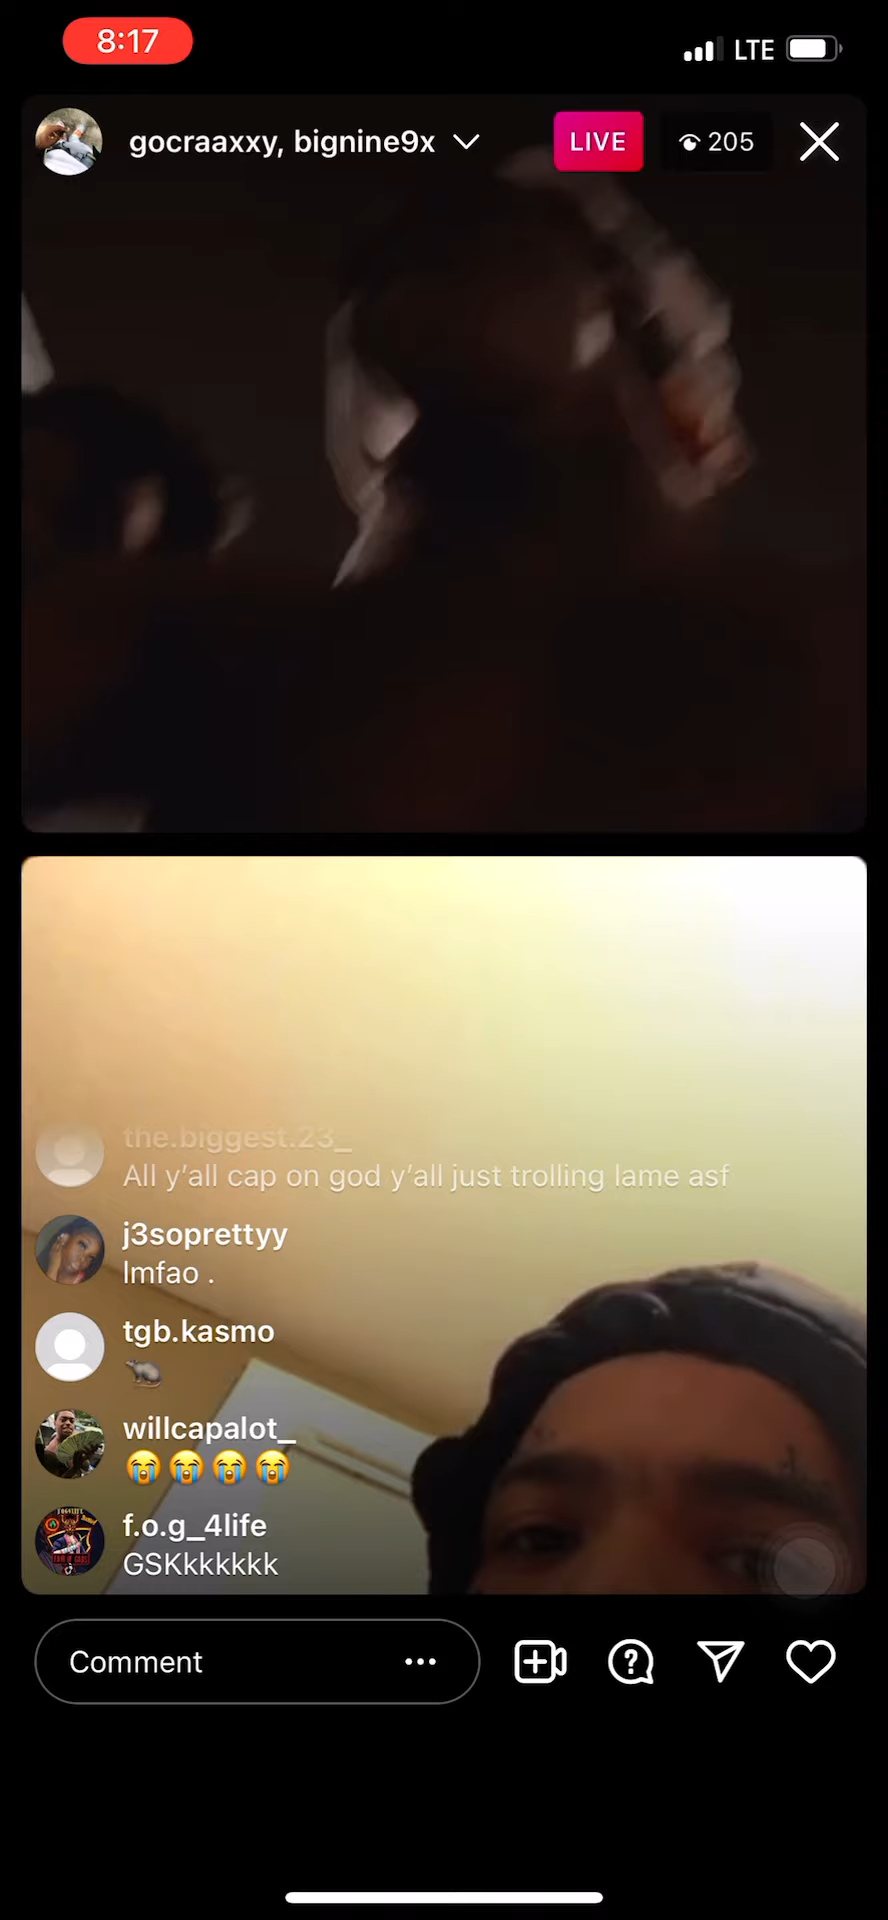 8:17
LTE
gocraaxxy, bignine9x
LIVE
205
the.biggest.23_
All y’all cap on god y’all just trolling lame asf
j3soprettyy
lmfao .
tgb.kasmo
🐀
willcapalot_
😭😭😭😭
f.o.g_4life
GSKkkkkkk
Comment